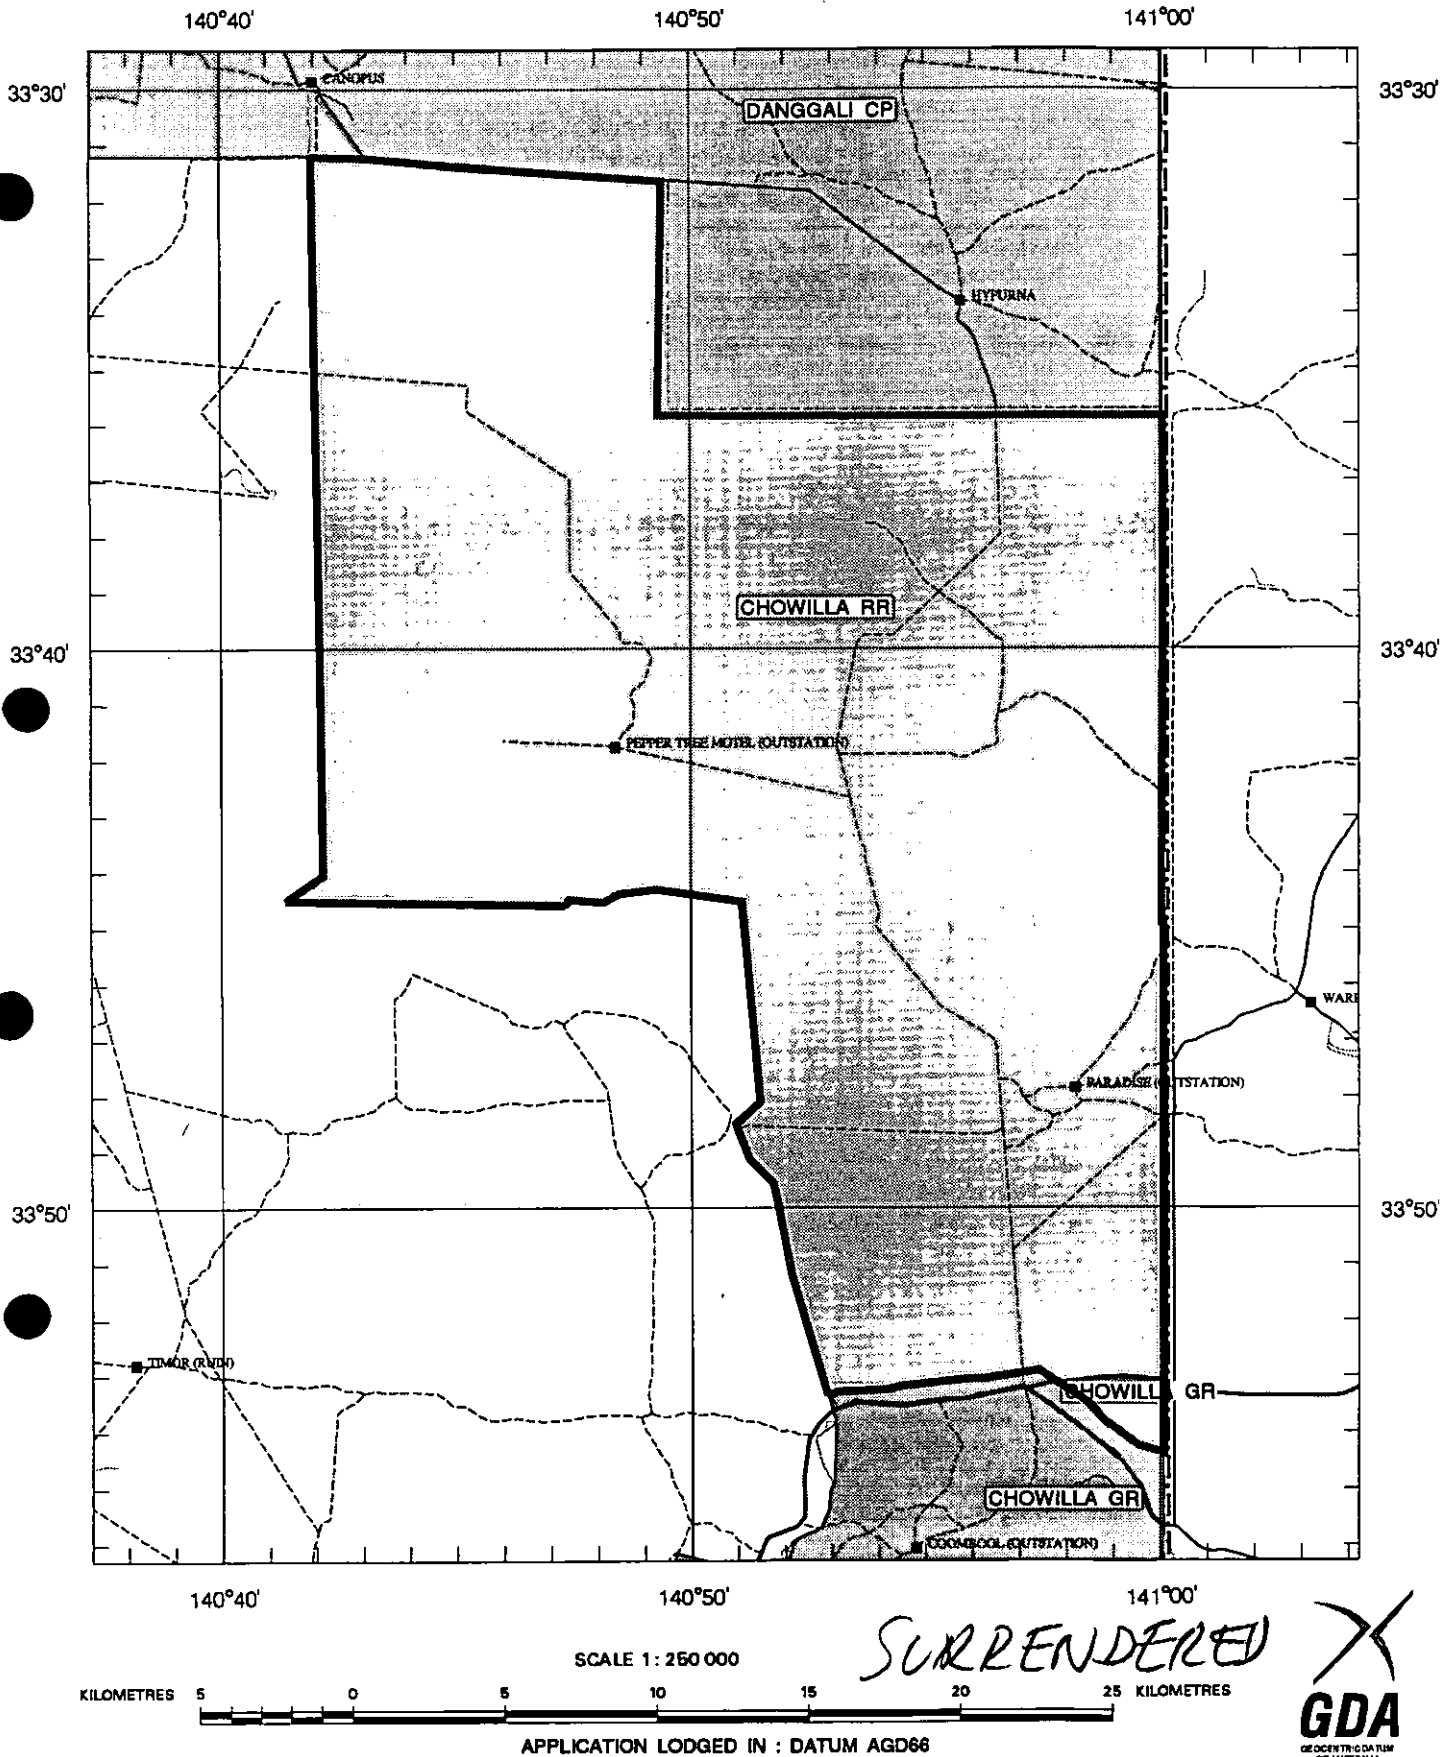 140°40' 140°50' 141°00'
33°30' 33°30'
CANOPUS
DANGGALI CP
HYPURNA
CHOWILLA RR
33°40' 33°40'
PEPPER TREE MOTEL (OUTSTATION)
PARADISE (OUTSTATION)
33°50' 33°50'
TIMOR (RUIN)
CHOWILLA GR
CHOWILLA GR
COOMBOOL (OUTSTATION)
140°40' 140°50' 141°00'
SURRENDERED
SCALE 1 : 250 000
KILOMETRES 5 0 5 10 15 20 25 KILOMETRES
GDA
GEOCENTRIC DATUM
APPLICATION LODGED IN : DATUM AGD66